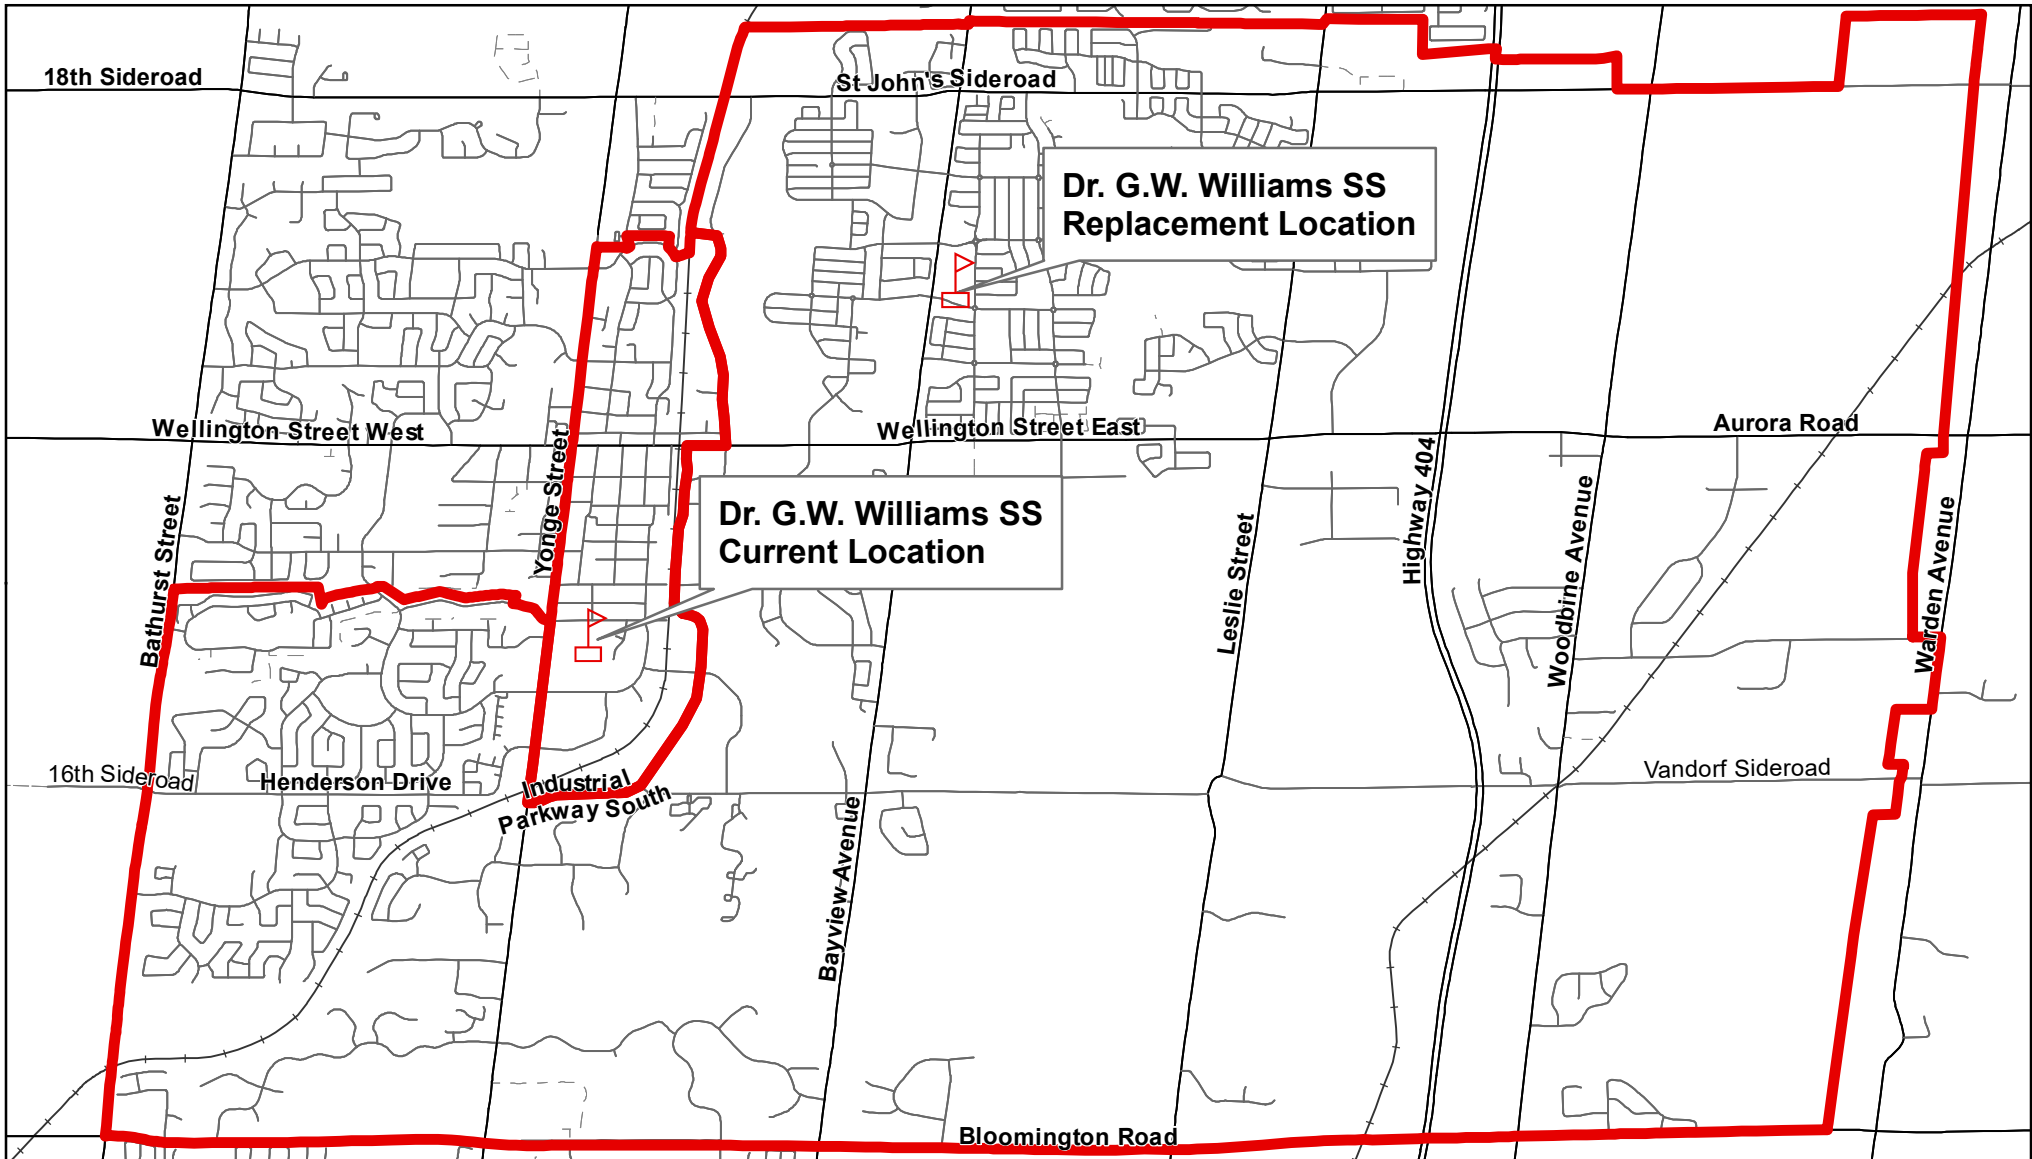 18th Sideroad
St John's Sideroad
Dr. G.W. Williams SS
Replacement Location
Wellington Street West
Wellington Street East
Aurora Road
Yonge Street
Dr. G.W. Williams SS
Current Location
Bathurst Street
Leslie Street
Highway 404
Woodbine Avenue
Warden Avenue
16th Sideroad
Henderson Drive
Industrial
Parkway South
Vandorf Sideroad
Bayview Avenue
Bloomington Road